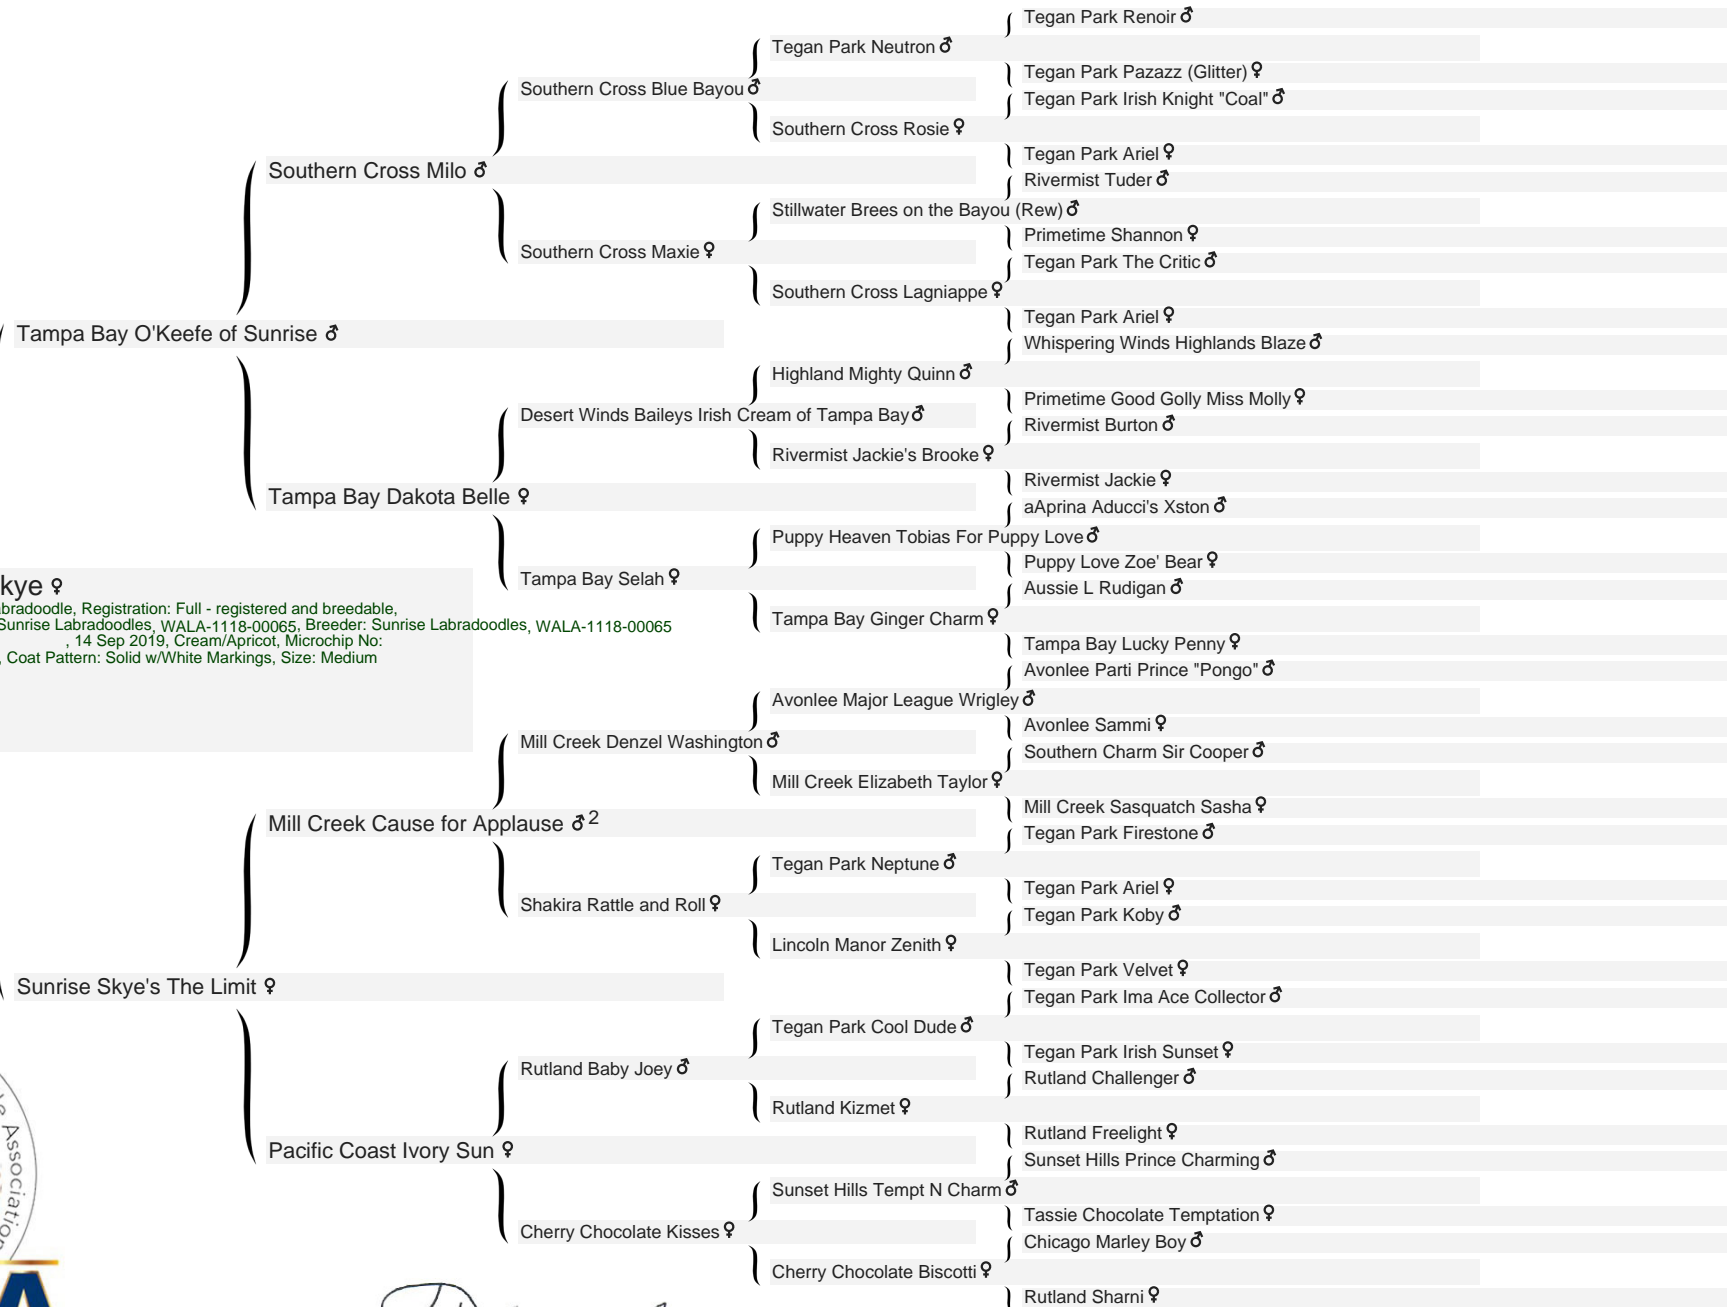 Tegan Park Renoir ♂
Tegan Park Neutron ♂
Tegan Park Pazazz (Glitter) ♀
Southern Cross Blue Bayou ♂
Tegan Park Irish Knight "Coal" ♂
Southern Cross Rosie ♀
Tegan Park Ariel ♀
Southern Cross Milo ♂
Rivermist Tuder ♂
Stillwater Brees on the Bayou (Rew) ♂
Primetime Shannon ♀
Southern Cross Maxie ♀
Tegan Park The Critic ♂
Southern Cross Lagniappe ♀
Tegan Park Ariel ♀
Tampa Bay O'Keefe of Sunrise ♂
Whispering Winds Highlands Blaze ♂
Highland Mighty Quinn ♂
Primetime Good Golly Miss Molly ♀
Desert Winds Baileys Irish Cream of Tampa Bay ♂
Rivermist Burton ♂
Rivermist Jackie's Brooke ♀
Rivermist Jackie ♀
Tampa Bay Dakota Belle ♀
aAprina Aducci's Xston ♂
Puppy Heaven Tobias For Puppy Love ♂
Puppy Love Zoe' Bear ♀
Tampa Bay Selah ♀
Aussie L Rudigan ♂
Tampa Bay Ginger Charm ♀
Tampa Bay Lucky Penny ♀
kye ♀
bradoodle, Registration: Full - registered and breedable,
Sunrise Labradoodles, WALA-1118-00065, Breeder: Sunrise Labradoodles, WALA-1118-00065
, 14 Sep 2019, Cream/Apricot, Microchip No:
, Coat Pattern: Solid w/White Markings, Size: Medium
Avonlee Parti Prince "Pongo" ♂
Avonlee Major League Wrigley ♂
Avonlee Sammi ♀
Mill Creek Denzel Washington ♂
Southern Charm Sir Cooper ♂
Mill Creek Elizabeth Taylor ♀
Mill Creek Sasquatch Sasha ♀
Mill Creek Cause for Applause ♂ 2
Tegan Park Firestone ♂
Tegan Park Neptune ♂
Tegan Park Ariel ♀
Shakira Rattle and Roll ♀
Tegan Park Koby ♂
Lincoln Manor Zenith ♀
Tegan Park Velvet ♀
Sunrise Skye's The Limit ♀
Tegan Park Ima Ace Collector ♂
Tegan Park Cool Dude ♂
Tegan Park Irish Sunset ♀
Rutland Baby Joey ♂
Rutland Challenger ♂
Rutland Kizmet ♀
Rutland Freelight ♀
Pacific Coast Ivory Sun ♀
Sunset Hills Prince Charming ♂
Sunset Hills Tempt N Charm ♂
Tassie Chocolate Temptation ♀
Cherry Chocolate Kisses ♀
Chicago Marley Boy ♂
Cherry Chocolate Biscotti ♀
Rutland Sharni ♀
le Association
A